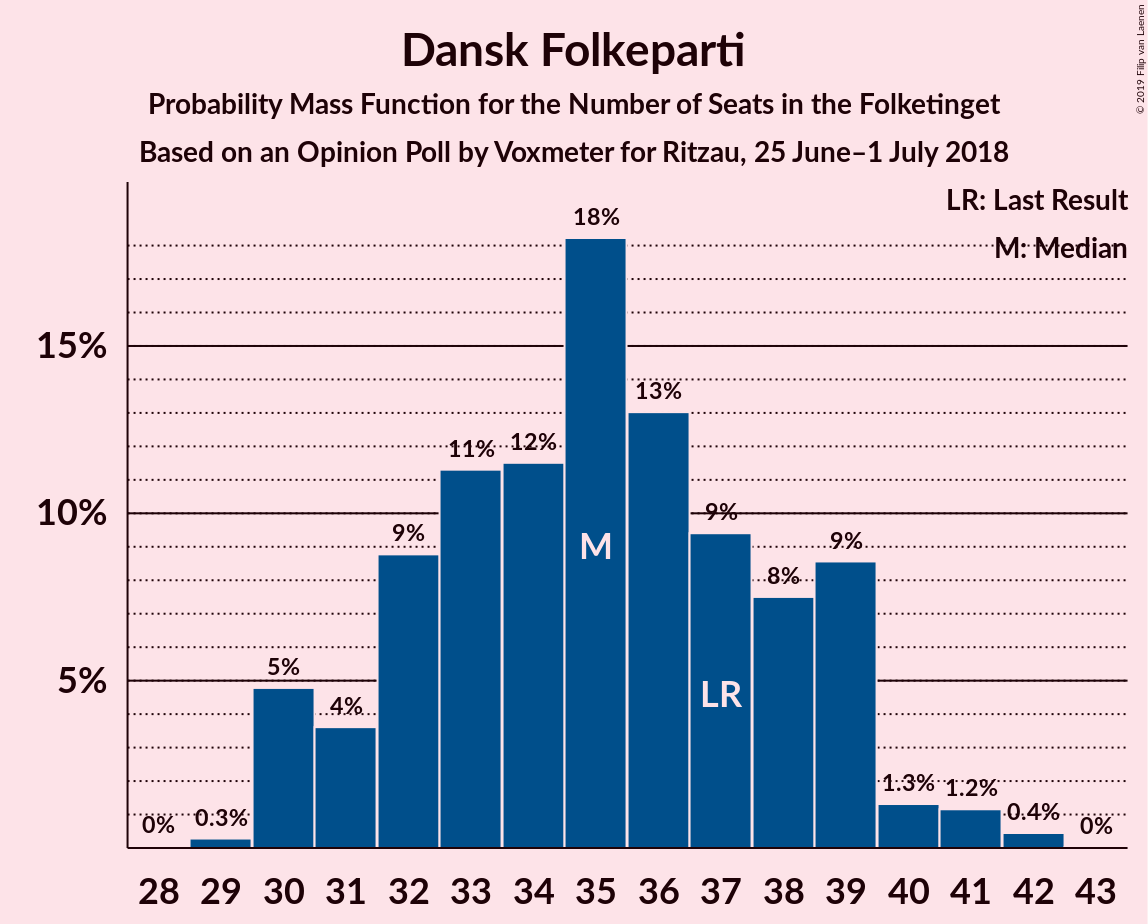 Dansk Folkeparti
Probability Mass Function for the Number of Seats in the Folketinget
Based on an Opinion Poll by Voxmeter for Ritzau, 25 June–1 July 2018
© 2019 Filip van Laenen
LR: Last Result
M: Median
15%
10%
5%
0%
0.3%
5%
4%
9%
11%
12%
18%
13%
9%
8%
9%
1.3%
1.2%
0.4%
0%
M
LR
28 29 30 31 32 33 34 35 36 37 38 39 40 41 42 43